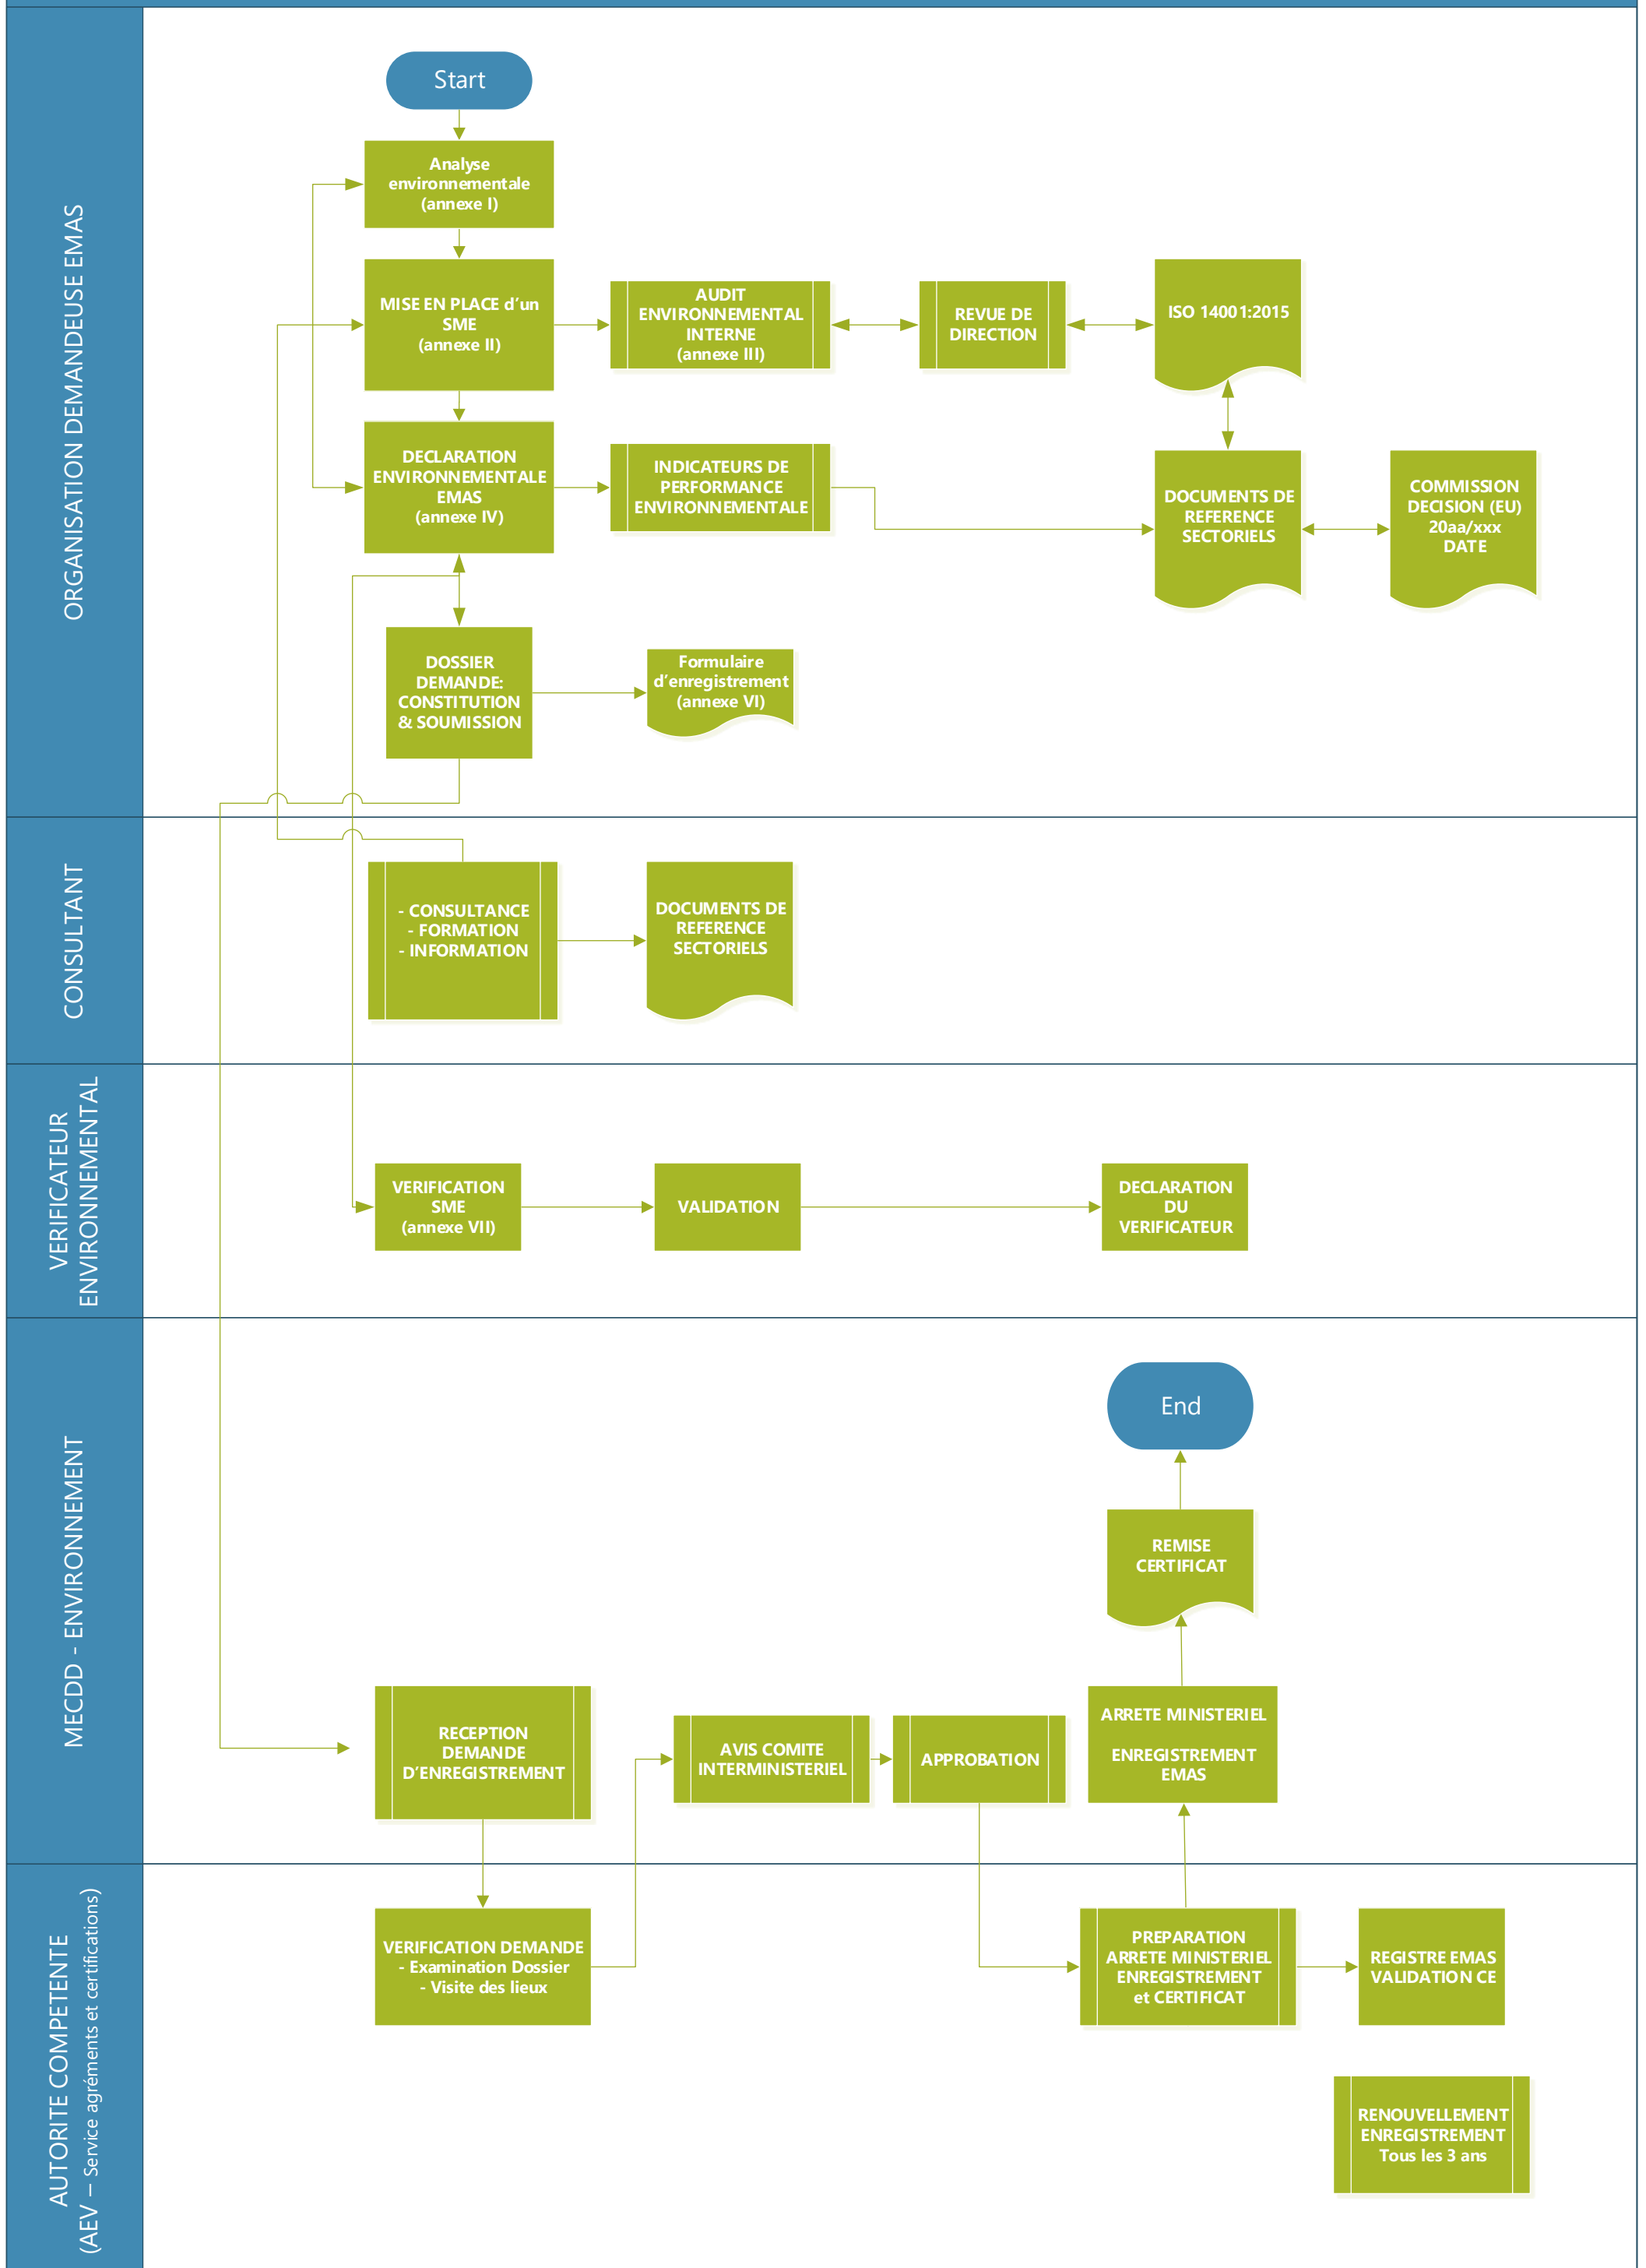 ORGANISATION DEMANDEUSE EMAS
Start
Analyse
environnementale
(annexe I)
MISE EN PLACE d'un
SME
(annexe II)
AUDIT
ENVIRONNEMENTAL
INTERNE
(annexe III)
REVUE DE
DIRECTION
ISO 14001:2015
DECLARATION
ENVIRONNEMENTALE
EMAS
(annexe IV)
INDICATEURS DE
PERFORMANCE
ENVIRONNEMENTALE
DOCUMENTS DE
REFERENCE
SECTORIELS
COMMISSION
DECISION (EU)
20aa/xxx
DATE
DOSSIER
DEMANDE:
CONSTITUTION
& SOUMISSION
Formulaire
d'enregistrement
(annexe VI)
CONSULTANT
- CONSULTANCE
- FORMATION
- INFORMATION
DOCUMENTS DE
REFERENCE
SECTORIELS
VERIFICATEUR
ENVIRONNEMENTAL
VERIFICATION
SME
(annexe VII)
VALIDATION
DECLARATION
DU
VERIFICATEUR
MECDD - ENVIRONNEMENT
End
REMISE
CERTIFICAT
RECEPTION
DEMANDE
D'ENREGISTREMENT
AVIS COMITE
INTERMINISTERIEL
APPROBATION
ARRETE MINISTERIEL
ENREGISTREMENT
EMAS
AUTORITE COMPETENTE
(AEV – Service agréments et certifications)
VERIFICATION DEMANDE
- Examination Dossier
- Visite des lieux
PREPARATION
ARRETE MINISTERIEL
ENREGISTREMENT
et CERTIFICAT
REGISTRE EMAS
VALIDATION CE
RENOUVELLEMENT
ENREGISTREMENT
Tous les 3 ans